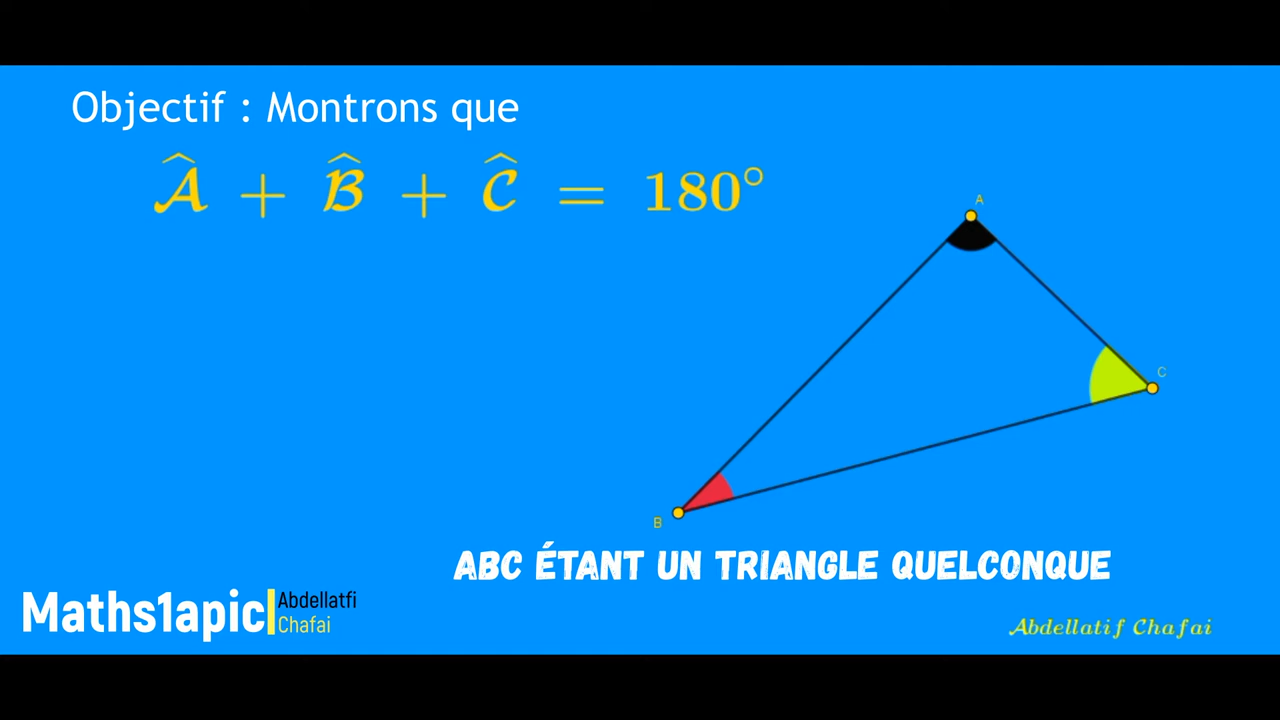 Objectif : Montrons que
Â + B̂ + Ĉ = 180°
A
C
B
ABC ÉTANT UN TRIANGLE QUELCONQUE
Maths1apic
Abdellatfi
Chafai
Abdellatif Chafai